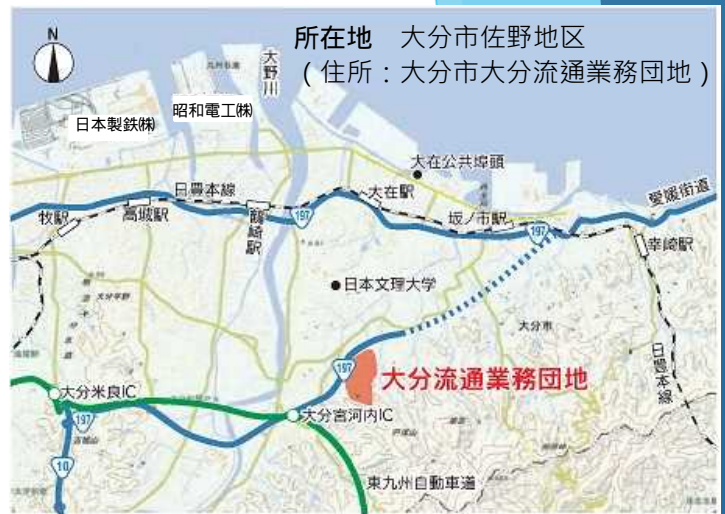 所在地　大分市佐野地区
(住所：大分市大分流通業務団地)
N
大野川
日本製鉄㈱
昭和電工㈱
大在公共埠頭
日豊本線
大在駅
愛媛街道
牧駅
高城駅
鶴崎駅
197
坂ノ市駅
197
幸崎駅
日本文理大学
大分市
197
大分流通業務団地
日豊本線
大分米良IC
197
大分宮河内IC
10
東九州自動車道